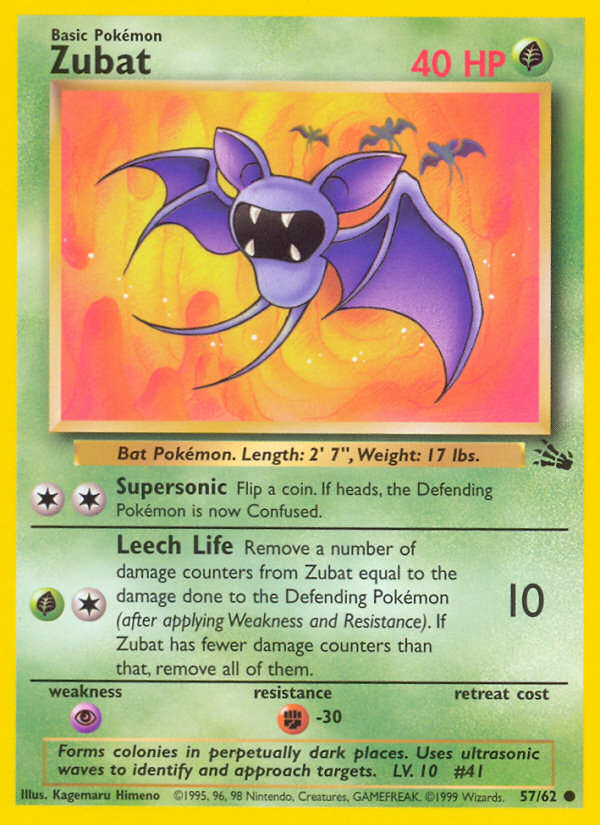 Basic Pokémon
Zubat
40 HP
Bat Pokémon. Length: 2' 7", Weight: 17 lbs.
Supersonic Flip a coin. If heads, the Defending
Pokémon is now Confused.
Leech Life Remove a number of
damage counters from Zubat equal to the
damage done to the Defending Pokémon
(after applying Weakness and Resistance). If
Zubat has fewer damage counters than
that, remove all of them.
10
weakness
resistance
retreat cost
-30
Forms colonies in perpetually dark places. Uses ultrasonic
waves to identify and approach targets. LV. 10 #41
Illus. Kagemaru Himeno ©1995, 96, 98 Nintendo, Creatures, GAMEFREAK. ©1999 Wizards. 57/62